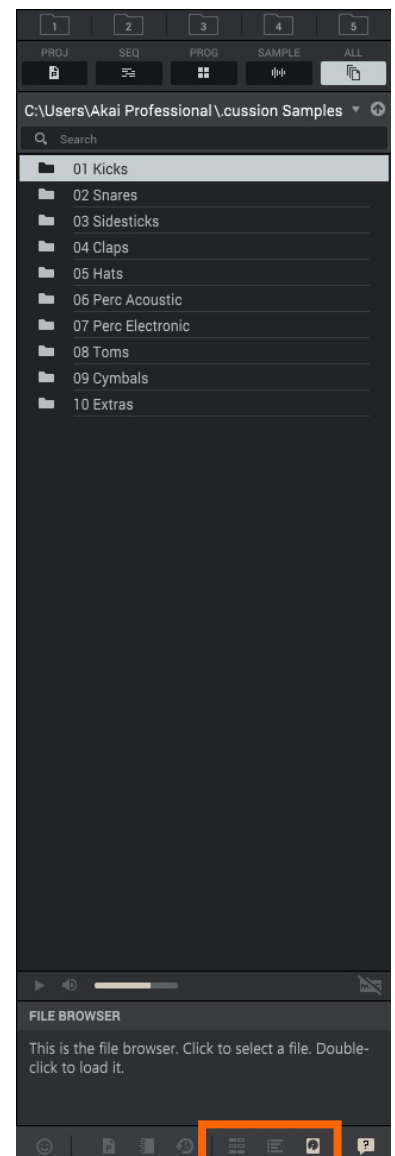 1 2 3 4 5
PROJ SEQ PROG SAMPLE ALL
C:\Users\Akai Professional\.cussion Samples
Search
01 Kicks
02 Snares
03 Sidesticks
04 Claps
05 Hats
06 Perc Acoustic
07 Perc Electronic
08 Toms
09 Cymbals
10 Extras
FILE BROWSER
This is the file browser. Click to select a file. Double-
click to load it.